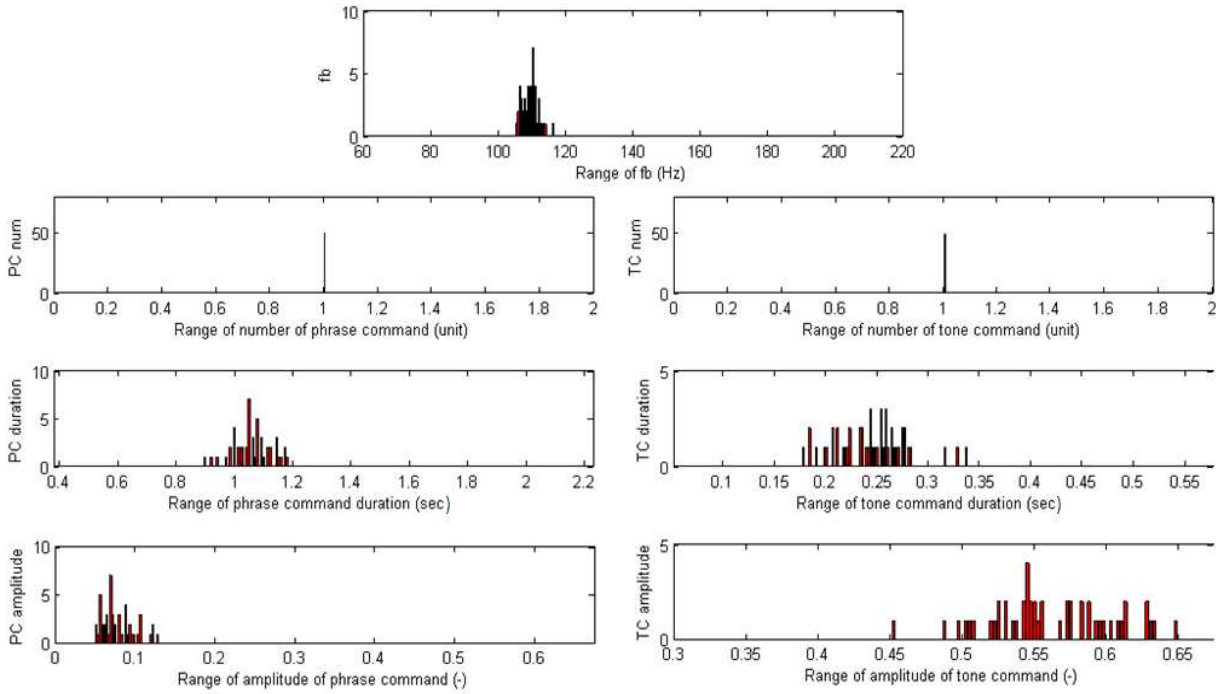 10
5
0
fb
60 80 100 120 140 160 180 200 220
Range of fb (Hz)
50
0
PC num
0 0.2 0.4 0.6 0.8 1 1.2 1.4 1.6 1.8 2
Range of number of phrase command (unit)
50
0
TC num
0 0.2 0.4 0.6 0.8 1 1.2 1.4 1.6 1.8 2
Range of number of tone command (unit)
10
5
0
PC duration
0.4 0.6 0.8 1 1.2 1.4 1.6 1.8 2 2.2
Range of phrase command duration (sec)
5
0
TC duration
0.1 0.15 0.2 0.25 0.3 0.35 0.4 0.45 0.5 0.55
Range of tone command duration (sec)
10
5
0
PC amplitude
0 0.1 0.2 0.3 0.4 0.5 0.6
Range of amplitude of phrase command (-)
5
0
TC amplitude
0.3 0.35 0.4 0.45 0.5 0.55 0.6 0.65
Range of amplitude of tone command (-)